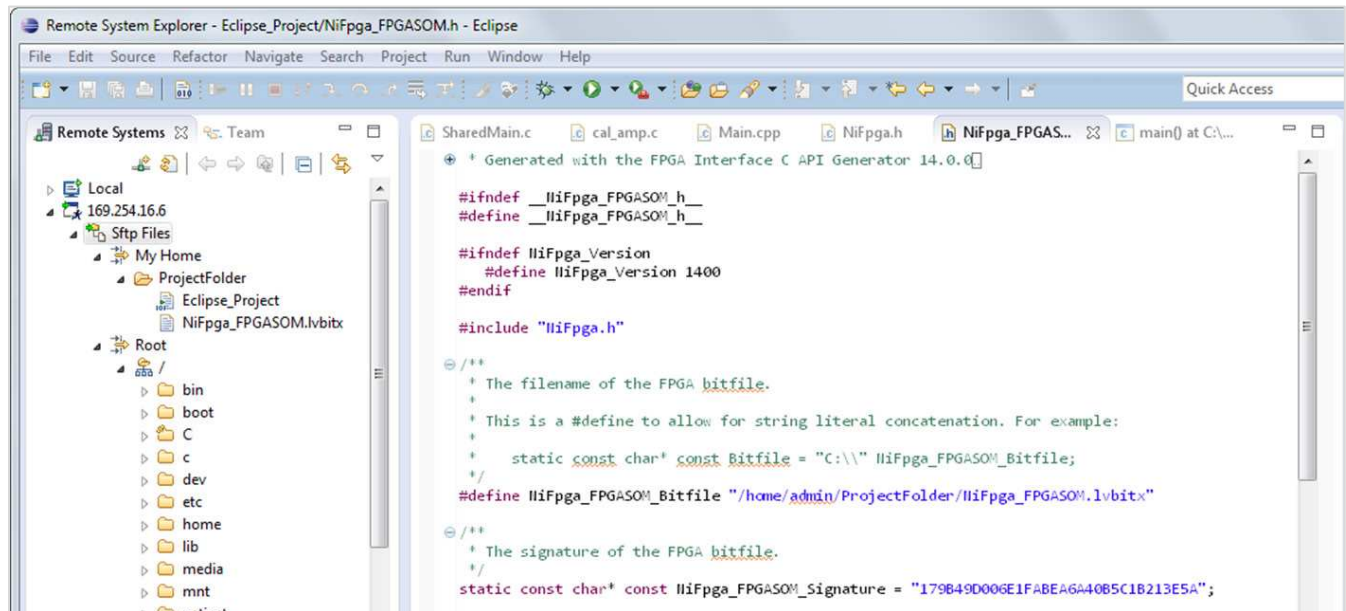 Remote System Explorer - Eclipse_Project/NiFpga_FPGASOM.h - Eclipse
File Edit Source Refactor Navigate Search Project Run Window Help
Quick Access
Remote Systems Team
SharedMain.c cal_amp.c Main.cpp NiFpga.h NiFpga_FPGAS... main() at C:\...
Local
169.254.16.6
Sftp Files
My Home
ProjectFolder
Eclipse_Project
NiFpga_FPGASOM.lvbitx
Root
/
bin
boot
C
c
dev
etc
home
lib
media
mnt
* Generated with the FPGA Interface C API Generator 14.0.0
#ifndef __NiFpga_FPGASOM_h__
#define __NiFpga_FPGASOM_h__
#ifndef NiFpga_Version
#define NiFpga_Version 1400
#endif
#include "NiFpga.h"
/**
* The filename of the FPGA bitfile.
*
* This is a #define to allow for string literal concatenation. For example:
*
* static const char* const Bitfile = "C:\\" NiFpga_FPGASOM_Bitfile;
*/
#define NiFpga_FPGASOM_Bitfile "/home/admin/ProjectFolder/NiFpga_FPGASOM.lvbitx"
/**
* The signature of the FPGA bitfile.
*/
static const char* const NiFpga_FPGASOM_Signature = "179B49D006E1FABEA6A40B5C1B213E5A";